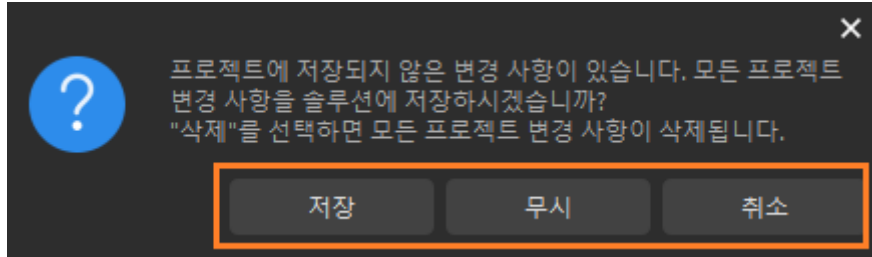 프로젝트에 저장되지 않은 변경 사항이 있습니다. 모든 프로젝트
변경 사항을 솔루션에 저장하시겠습니까?
"삭제"를 선택하면 모든 프로젝트 변경 사항이 삭제됩니다.
저장 무시 취소